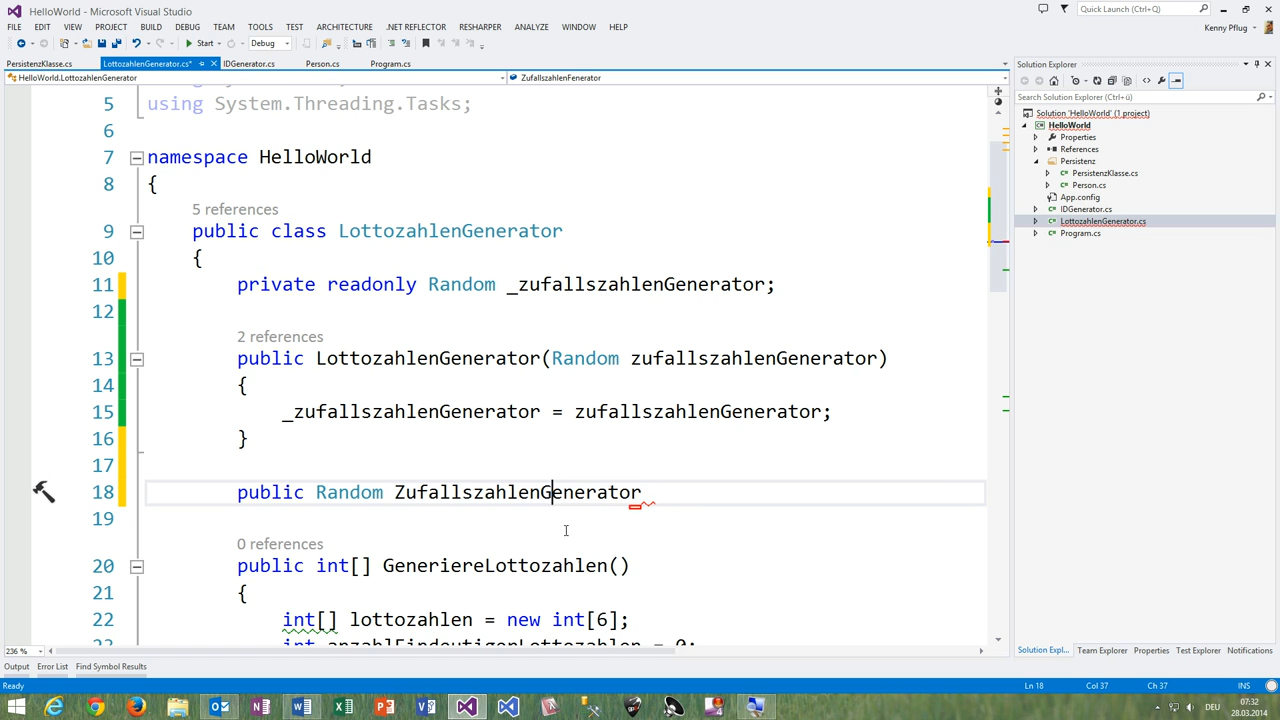 HelloWorld - Microsoft Visual Studio
Quick Launch (Ctrl+Q)
FILE EDIT VIEW PROJECT BUILD DEBUG TEAM TOOLS TEST ARCHITECTURE .NET REFLECTOR RESHARPER ANALYZE WINDOW HELP
Kenny Pflug
Start Debug
PersistenzKlasse.cs LottozahlenGenerator.cs* IDGenerator.cs Person.cs Program.cs
HelloWorld.LottozahlenGenerator ZufallszahlenFenerator
5 using System.Threading.Tasks;
6
7 namespace HelloWorld
8 {
5 references
9 public class LottozahlenGenerator
10 {
11 private readonly Random _zufallszahlenGenerator;
12
2 references
13 public LottozahlenGenerator(Random zufallszahlenGenerator)
14 {
15 _zufallszahlenGenerator = zufallszahlenGenerator;
16 }
17
18 public Random ZufallszahlenGenerator
19
0 references
20 public int[] GeneriereLottozahlen()
21 {
22 int[] lottozahlen = new int[6];
23 int anzahlEindeutigerLottozahlen = 0;
236 %
Solution Explorer
Search Solution Explorer (Ctrl+ü)
Solution 'HelloWorld' (1 project)
HelloWorld
Properties
References
Persistenz
PersistenzKlasse.cs
Person.cs
App.config
IDGenerator.cs
LottozahlenGenerator.cs
Program.cs
Solution Expl... Team Explorer Properties Test Explorer Notifications
Output Error List Find Symbol Results
Ready Ln 18 Col 37 Ch 37 INS
DEU
07:32
28.03.2014